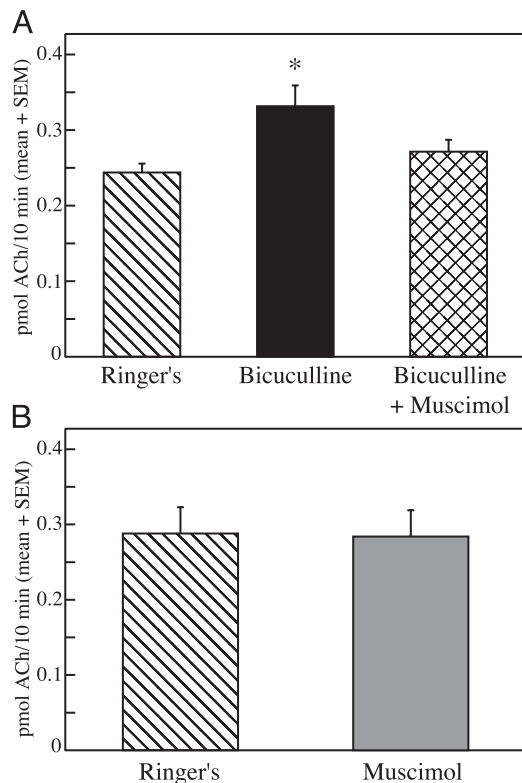 A
pmol ACh/10 min (mean + SEM)
0.4
0.3
0.2
0.1
0
*
Ringer's
Bicuculline
Bicuculline
+ Muscimol
B
pmol ACh/10 min (mean + SEM)
0.4
0.3
0.2
0.1
0
Ringer's
Muscimol